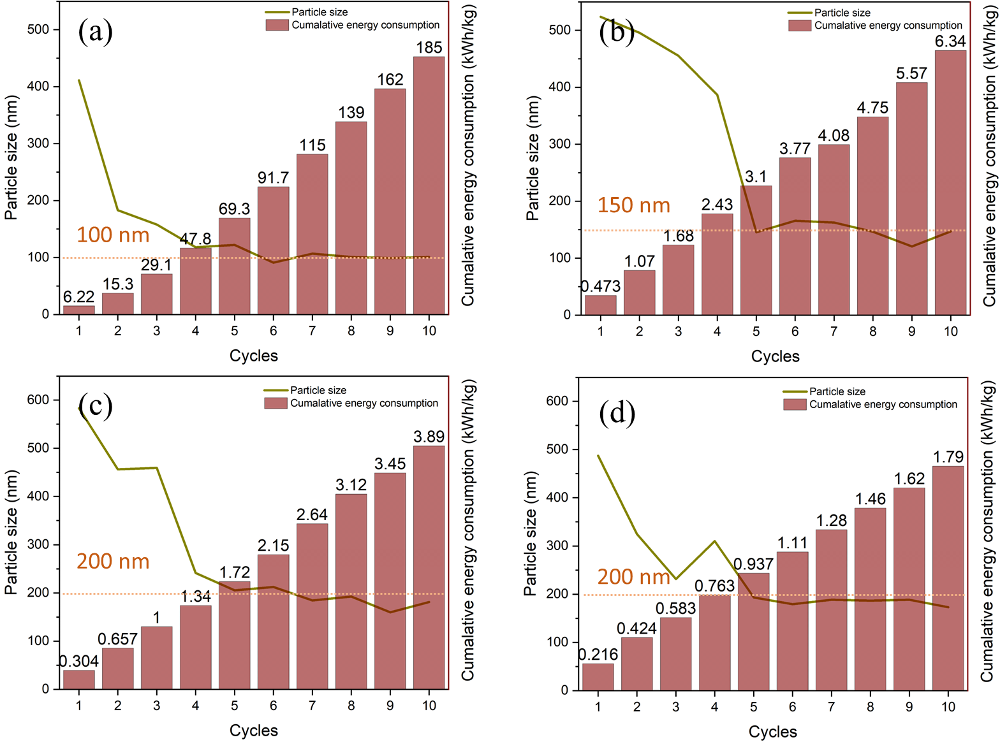 (a)
Particle size
Cumalative energy consumption
500
400
300
200
100
0
Particle size (nm)
Cumalative energy consumption (kWh/kg)
100 nm
6.22
15.3
29.1
47.8
69.3
91.7
115
139
162
185
1 2 3 4 5 6 7 8 9 10
Cycles
(b)
Particle size
Cumalative energy consumption
500
400
300
200
100
0
Particle size (nm)
Cumalative energy consumption (kWh/kg)
150 nm
0.473
1.07
1.68
2.43
3.1
3.77
4.08
4.75
5.57
6.34
1 2 3 4 5 6 7 8 9 10
Cycles
(c)
Particle size
Cumalative energy consumption
600
500
400
300
200
100
0
Particle size (nm)
Cumalative energy consumption (kWh/kg)
200 nm
0.304
0.657
1
1.34
1.72
2.15
2.64
3.12
3.45
3.89
1 2 3 4 5 6 7 8 9 10
Cycles
(d)
Particle size
Cumalative energy consumption
600
500
400
300
200
100
0
Particle size (nm)
Cumalative energy consumption (kWh/kg)
200 nm
0.216
0.424
0.583
0.763
0.937
1.11
1.28
1.46
1.62
1.79
1 2 3 4 5 6 7 8 9 10
Cycles